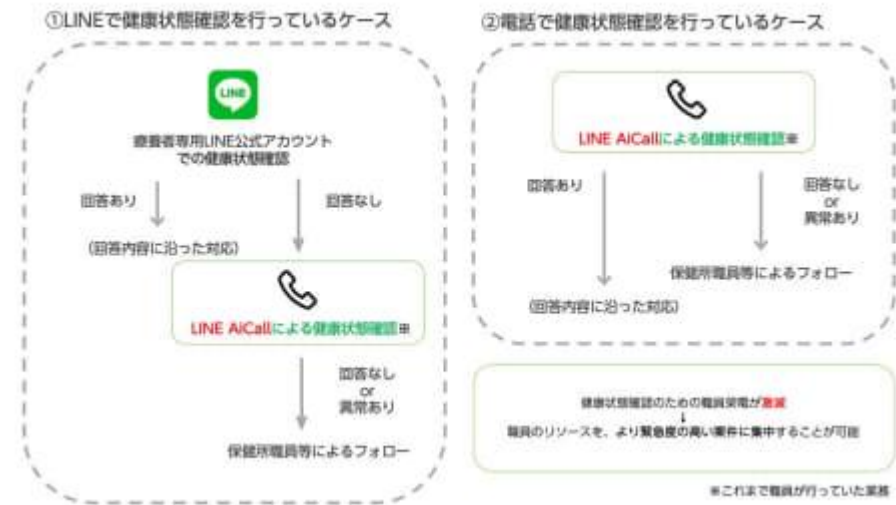 ①LINEで健康状態確認を行っているケース
LINE
療養者専用LINE公式アカウント
での健康状態確認
回答あり
回答なし
(回答内容に沿った対応)
LINE AiCallによる健康状態確認※
回答なし
or
異常あり
保健所職員等によるフォロー
②電話で健康状態確認を行っているケース
LINE AiCallによる健康状態確認※
回答あり
回答なし
or
異常あり
保健所職員等によるフォロー
(回答内容に沿った対応)
健康状態確認のための職員架電が激減
↓
職員のリソースを、より緊急度の高い案件に集中することが可能
※これまで職員が行っていた業務